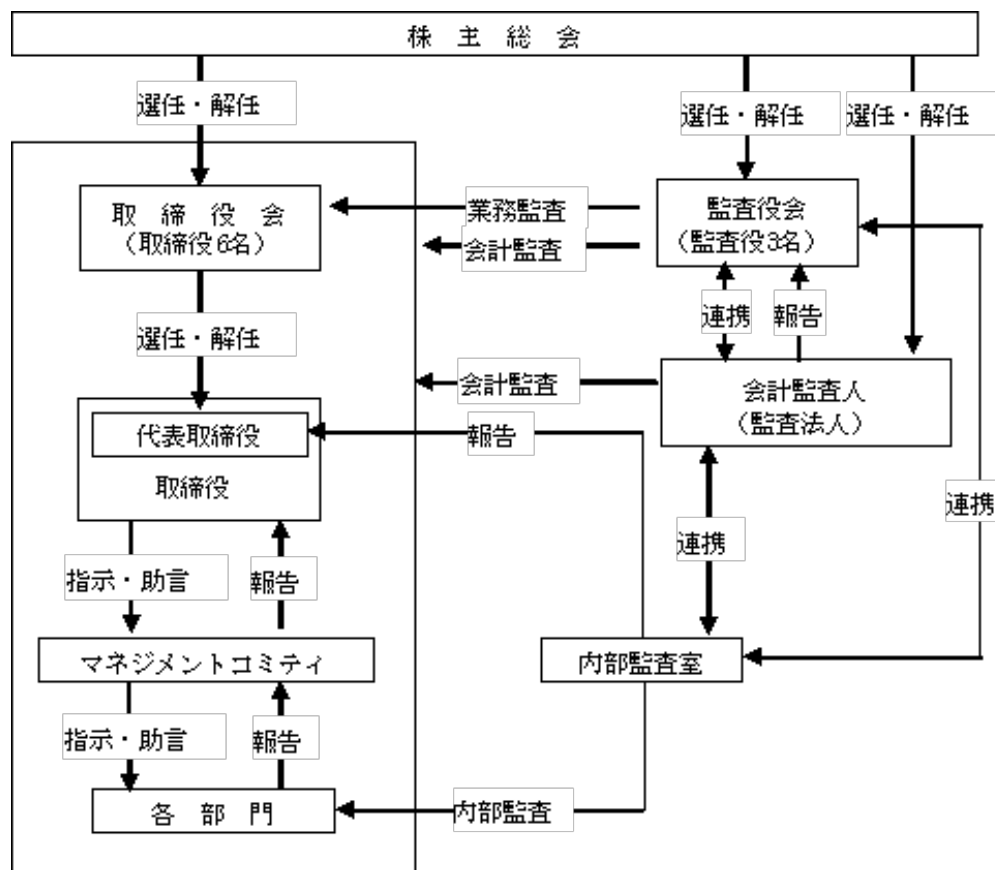 株 主 総 会
選任・解任
選任・解任
選任・解任
取 締 役 会
(取締役6名)
業務監査
会計監査
監査役会
(監査役3名)
選任・解任
連携
報告
会計監査
会計監査人
(監査法人)
代表取締役
取締役
報告
連携
連携
指示・助言
報告
マネジメントコミティ
内部監査室
指示・助言
報告
各 部 門
内部監査